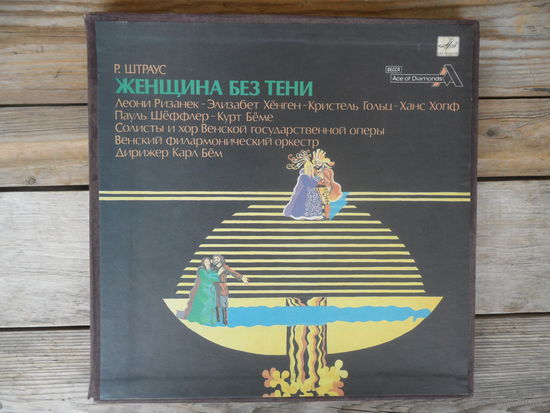 Р. ШТРАУС
ЖЕНЩИНА БЕЗ ТЕНИ
Леони Ризанек - Элизабет Хёнген - Кристель Гольц - Ханс Хопф
Пауль Шёффлер - Курт Бёме
Солисты и хор Венской государственной оперы
Венский филармонический оркестр
Дирижер Карл Бём
DECCA
Ace of Diamonds